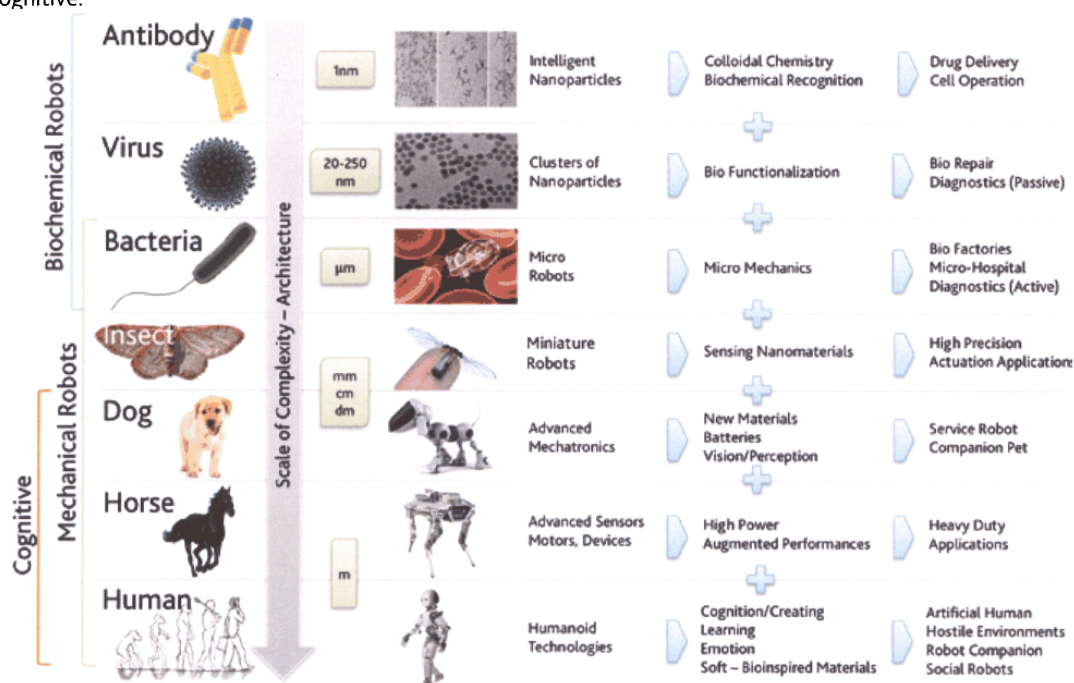 ognitive.
Antibody
1nm
Intelligent
Nanoparticles
Colloidal Chemistry
Biochemical Recognition
Drug Delivery
Cell Operation
Virus
20-250
nm
Clusters of
Nanoparticles
Bio Functionalization
Bio Repair
Diagnostics (Passive)
Bacteria
μm
Micro
Robots
Micro Mechanics
Bio Factories
Micro-Hospital
Diagnostics (Active)
Insect
mm
cm
dm
Miniature
Robots
Sensing Nanomaterials
High Precision
Actuation Applications
Dog
Advanced
Mechatronics
New Materials
Batteries
Vision/Perception
Service Robot
Companion Pet
Horse
Advanced Sensors
Motors, Devices
High Power
Augmented Performances
Heavy Duty
Applications
Human
m
Humanoid
Technologies
Cognition/Creating
Learning
Emotion
Soft – Bioinspired Materials
Artificial Human
Hostile Environments
Robot Companion
Social Robots
Biochemical Robots
Mechanical Robots
Cognitive
Scale of Complexity – Architecture